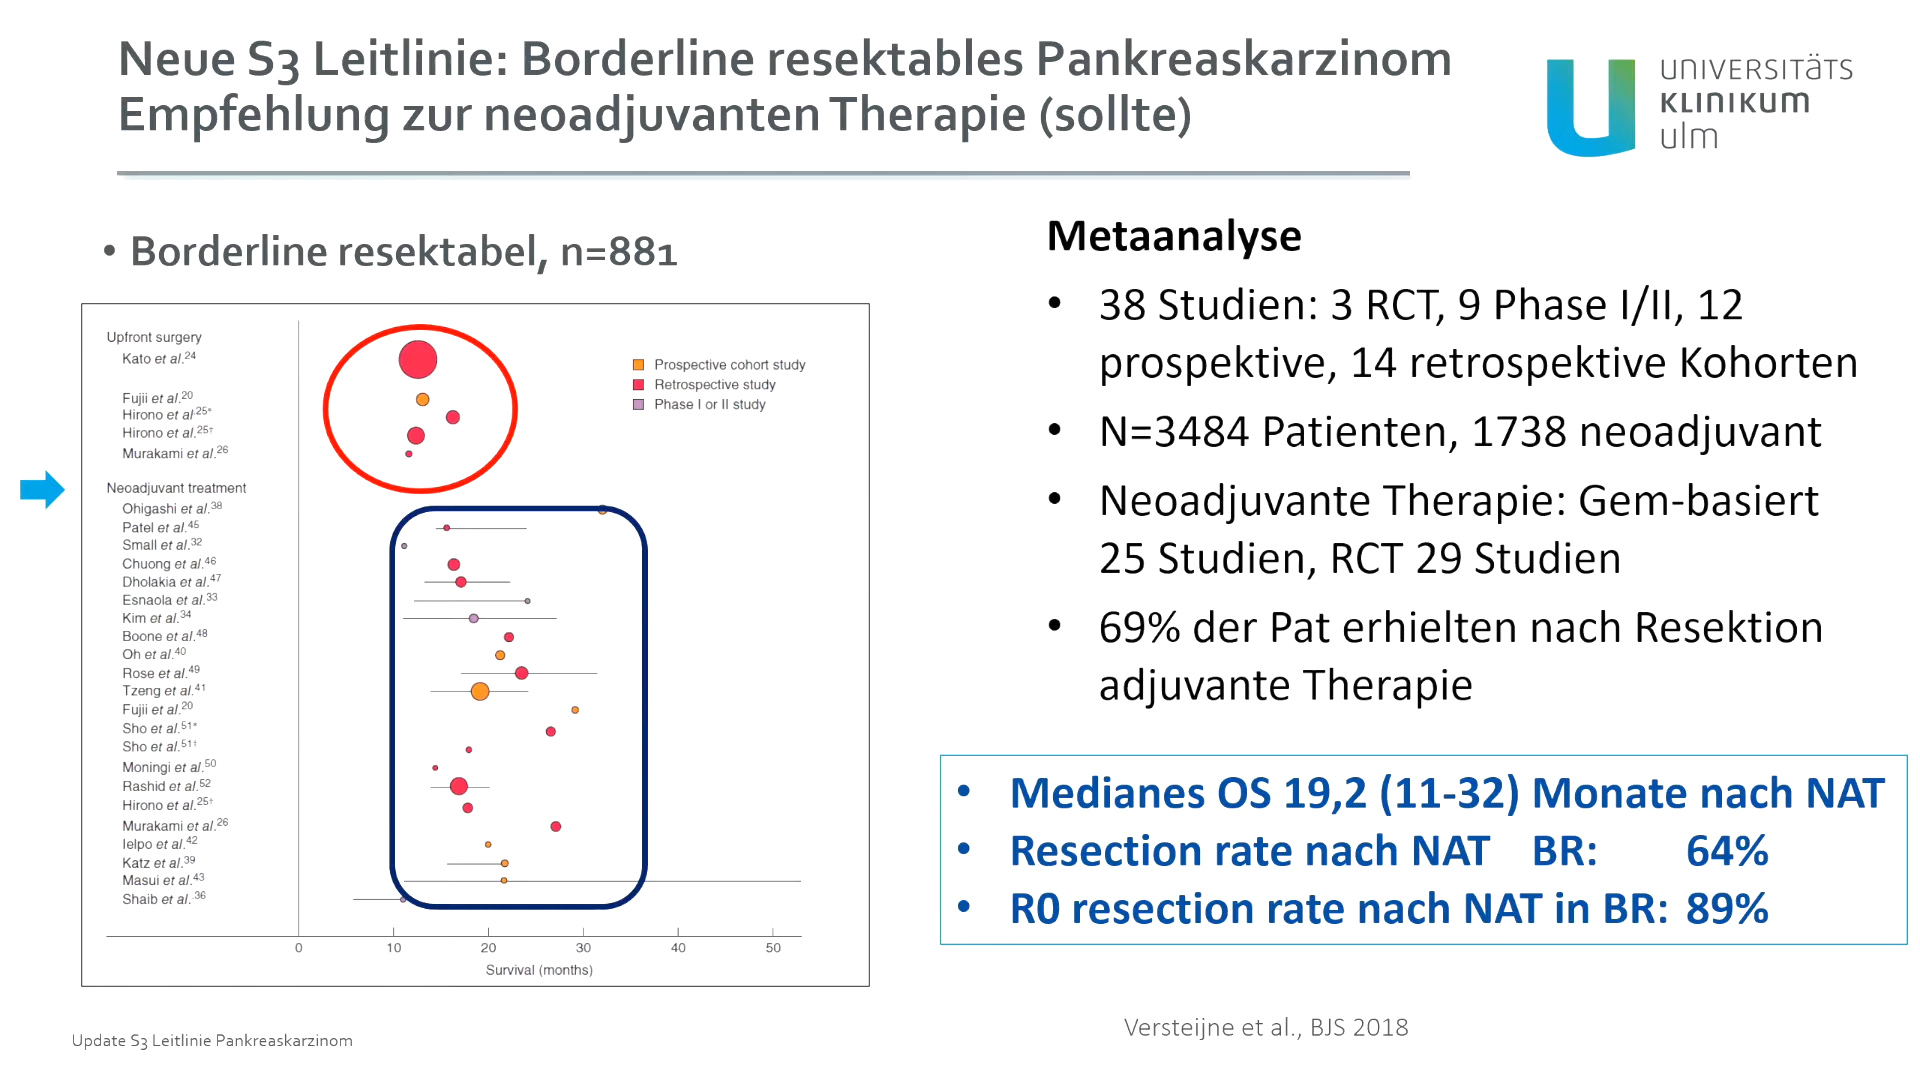 Neue S3 Leitlinie: Borderline resektables Pankreaskarzinom
Empfehlung zur neoadjuvanten Therapie (sollte)
UNIVERSITÄTS
KLINIKUM
ulm
• Borderline resektabel, n=881
Upfront surgery
Kato et al.24
Fujii et al.20
Hirono et al.25*
Hirono et al.25†
Murakami et al.26
Neoadjuvant treatment
Ohigashi et al.38
Patel et al.45
Small et al.32
Chuong et al.46
Dholakia et al.47
Esnaola et al.33
Kim et al.34
Boone et al.48
Oh et al.40
Rose et al.49
Tzeng et al.41
Fujii et al.20
Sho et al.51*
Sho et al.51†
Moningi et al.50
Rashid et al.52
Hirono et al.25†
Murakami et al.26
Ielpo et al.42
Katz et al.39
Masui et al.43
Shaib et al.36
Prospective cohort study
Retrospective study
Phase I or II study
0 10 20 30 40 50
Survival (months)
Metaanalyse
• 38 Studien: 3 RCT, 9 Phase I/II, 12
prospektive, 14 retrospektive Kohorten
• N=3484 Patienten, 1738 neoadjuvant
• Neoadjuvante Therapie: Gem-basiert
25 Studien, RCT 29 Studien
• 69% der Pat erhielten nach Resektion
adjuvante Therapie
• Medianes OS 19,2 (11-32) Monate nach NAT
• Resection rate nach NAT BR: 64%
• R0 resection rate nach NAT in BR: 89%
Versteijne et al., BJS 2018
Update S3 Leitlinie Pankreaskarzinom